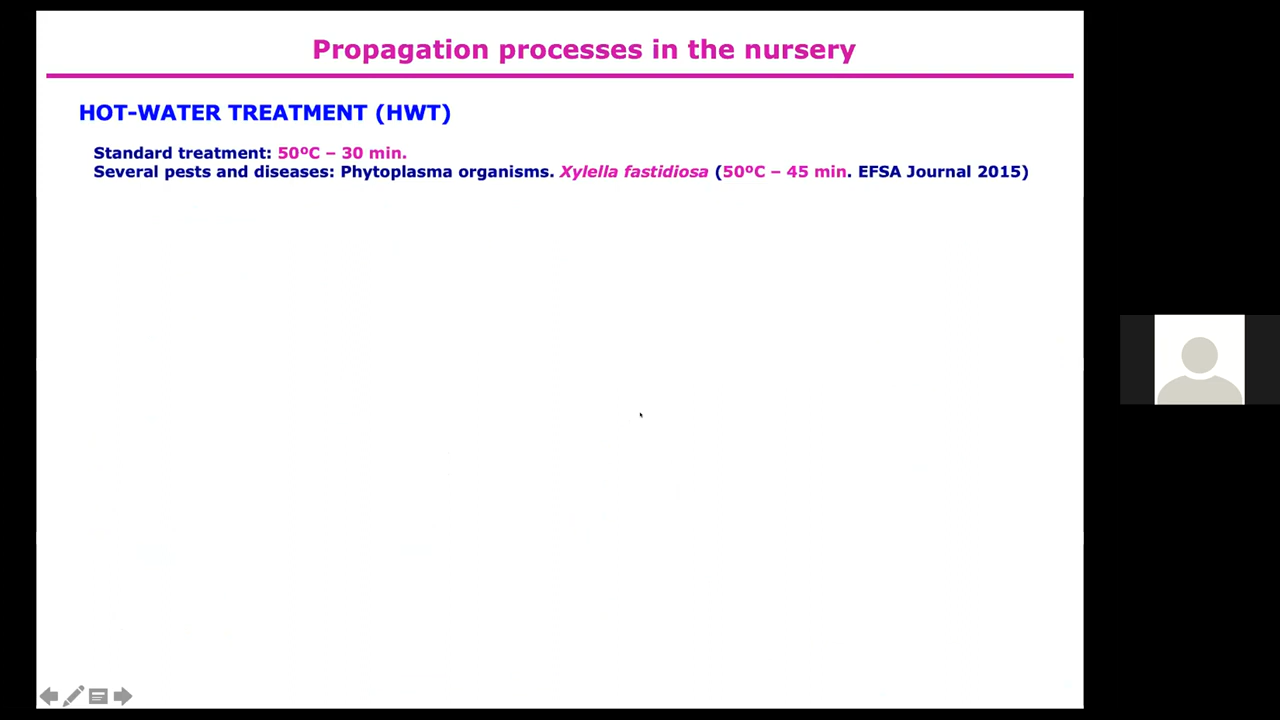 Propagation processes in the nursery
HOT-WATER TREATMENT (HWT)
Standard treatment: 50ºC – 30 min.
Several pests and diseases: Phytoplasma organisms. Xylella fastidiosa (50ºC – 45 min. EFSA Journal 2015)